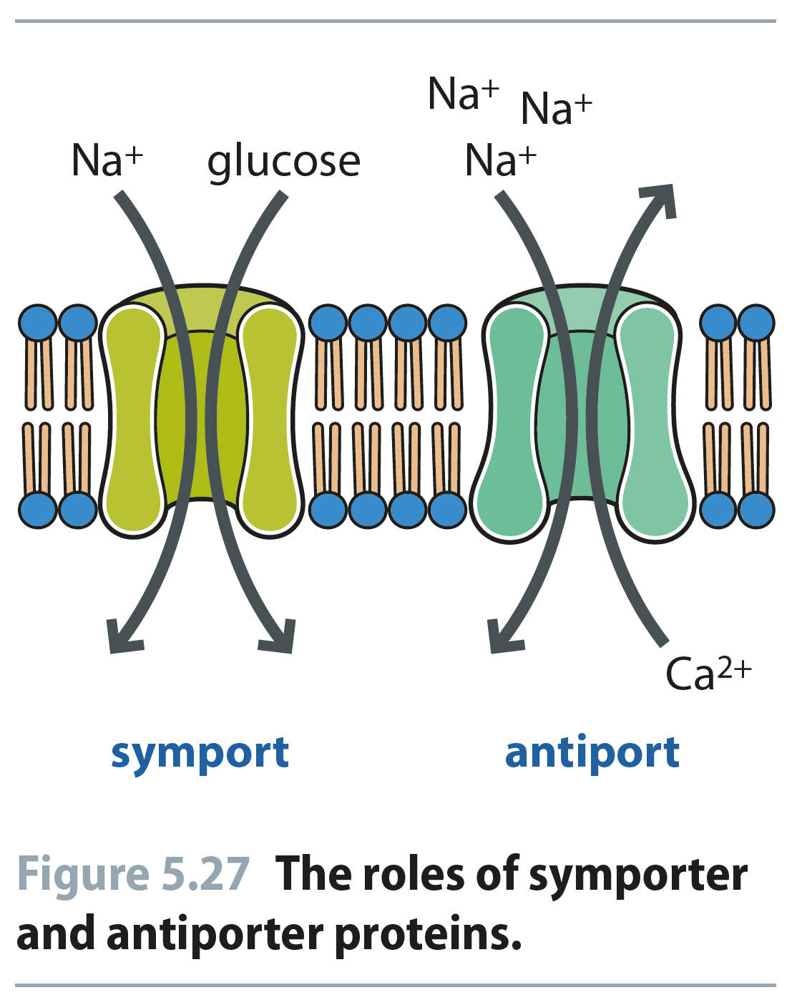 Na⁺ Na⁺
Na⁺ glucose Na⁺
Ca²⁺
symport antiport
Figure 5.27 The roles of symporter
and antiporter proteins.